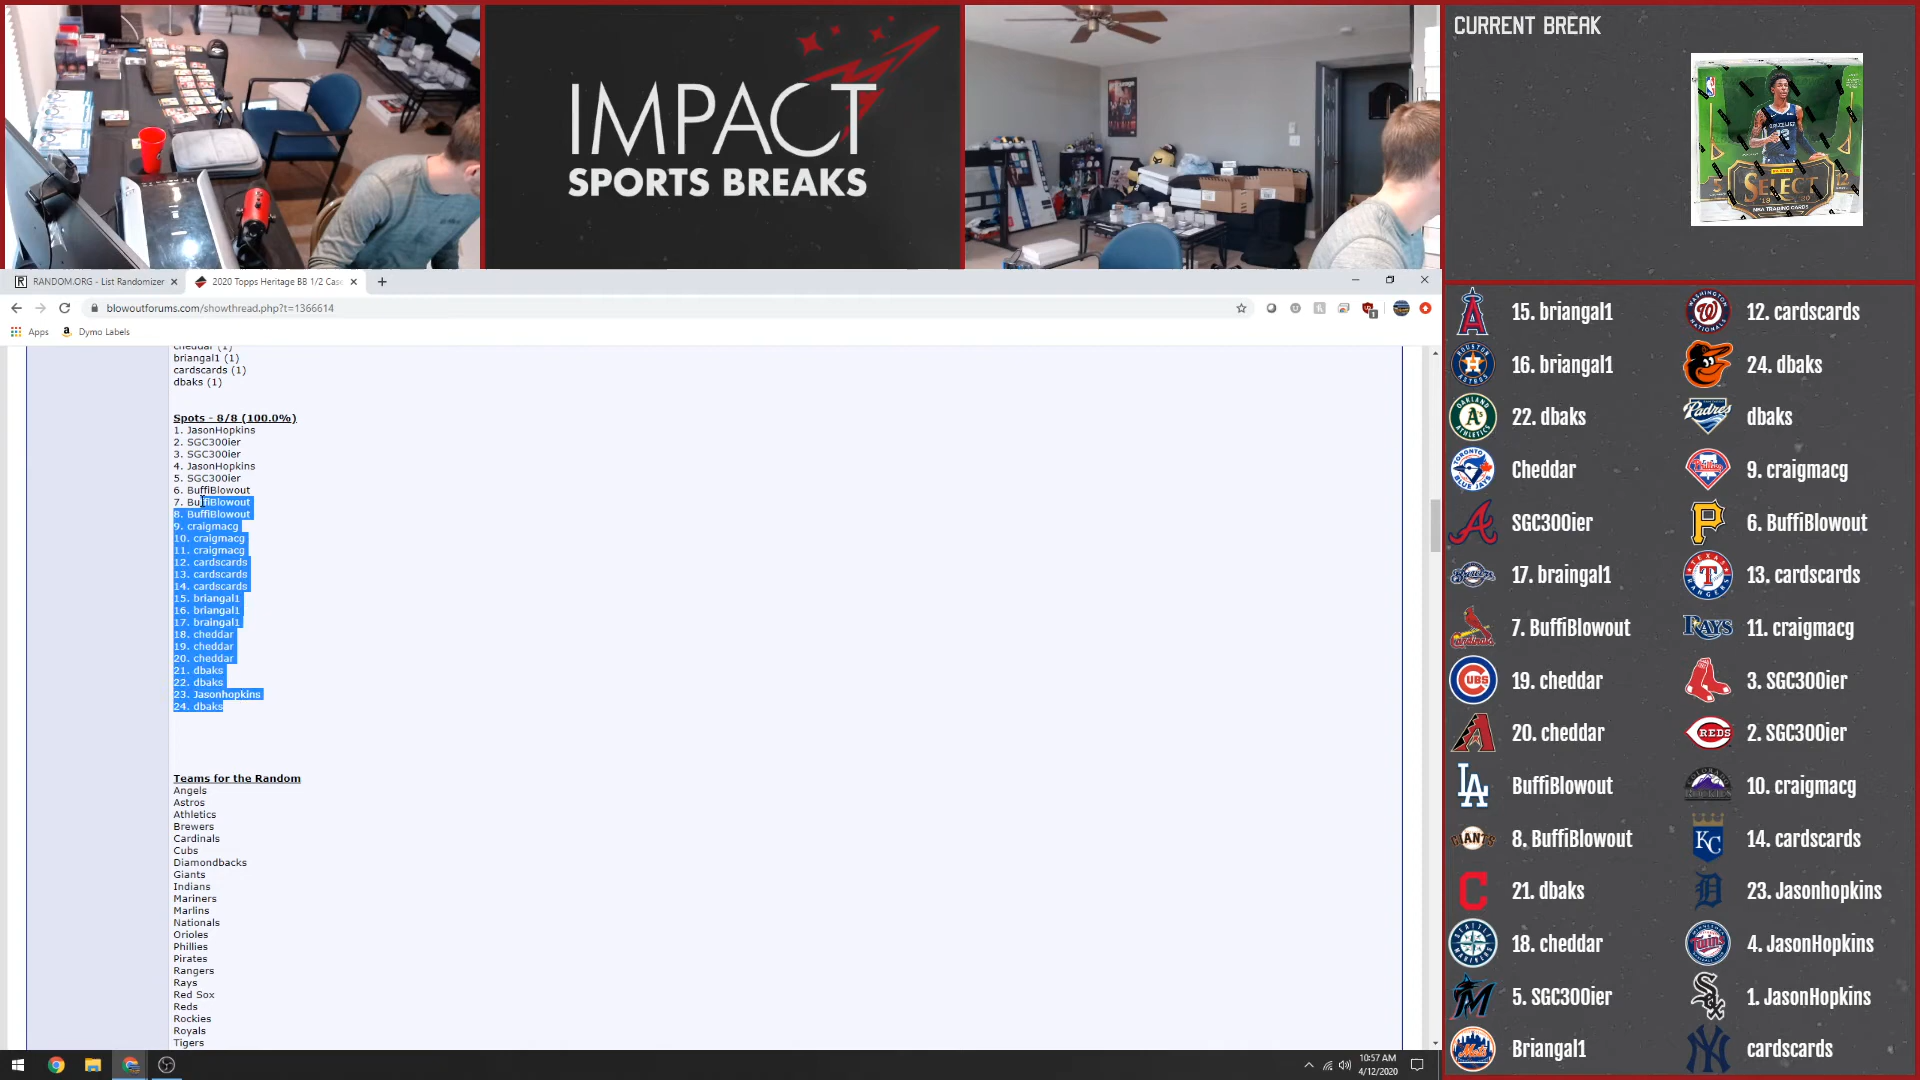 IMPACT
SPORTS BREAKS
CURRENT BREAK
SELECT
RANDOM.ORG - List Randomizer
2020 Topps Heritage BB 1/2 Cas
blowoutforums.com/showthread.php?t=1366614
Apps
Dymo Labels
cheddar (1)
briangal1 (1)
cardscards (1)
dbaks (1)
Spots - 8/8 (100.0%)
1. JasonHopkins
2. SGC300ier
3. SGC300ier
4. JasonHopkins
5. SGC300ier
6. BuffiBlowout
7. BuffiBlowout
8. BuffiBlowout
9. craigmacg
10. craigmacg
11. craigmacg
12. cardscards
13. cardscards
14. cardscards
15. briangal1
16. briangal1
17. braingal1
18. cheddar
19. cheddar
20. cheddar
21. dbaks
22. dbaks
23. Jasonhopkins
24. dbaks
Teams for the Random
Angels
Astros
Athletics
Brewers
Cardinals
Cubs
Diamondbacks
Giants
Indians
Mariners
Marlins
Nationals
Orioles
Phillies
Pirates
Rangers
Rays
Red Sox
Reds
Rockies
Royals
Tigers
15. briangal1
16. briangal1
22. dbaks
Cheddar
SGC300ier
17. braingal1
7. BuffiBlowout
19. cheddar
20. cheddar
BuffiBlowout
8. BuffiBlowout
21. dbaks
18. cheddar
5. SGC300ier
Briangal1
12. cardscards
24. dbaks
dbaks
9. craigmacg
6. BuffiBlowout
13. cardscards
11. craigmacg
3. SGC300ier
2. SGC300ier
10. craigmacg
14. cardscards
23. Jasonhopkins
4. JasonHopkins
1. JasonHopkins
cardscards
10:57 AM
4/12/2020